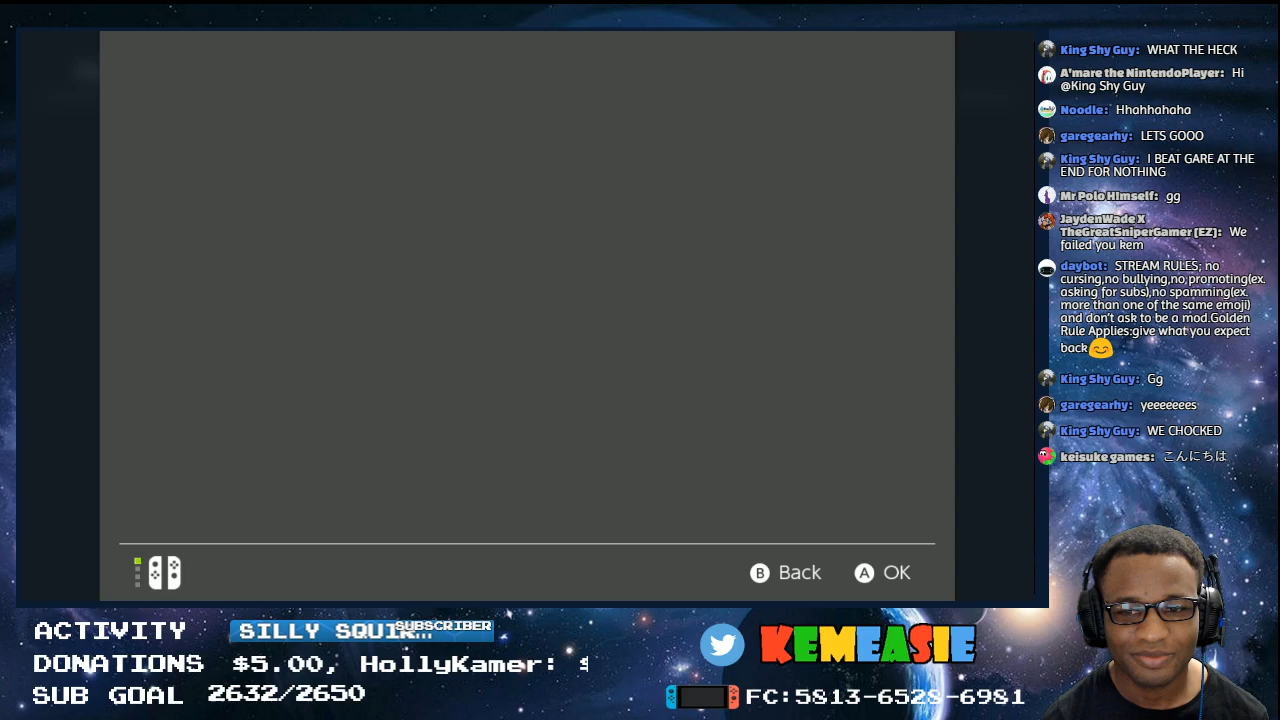 King Shy Guy: WHAT THE HECK
A'mare the NintendoPlayer: Hi
@King Shy Guy
Noodle: Hhahhahaha
garegearhy: LETS GOOO
King Shy Guy: I BEAT GARE AT THE
END FOR NOTHING
Mr Polo Himself: gg
JaydenWade X
TheGreatSniperGamer [EZ]: We
failed you kem
daybot: STREAM RULES; no
cursing,no bullying,no promoting(ex.
asking for subs),no spamming(ex.
more than one of the same emoji)
and don't ask to be a mod.Golden
Rule Applies:give what you expect
back😊
King Shy Guy: Gg
garegearhy: yeeeeeees
King Shy Guy: WE CHOCKED
keisuke games: こんにちは
B Back A OK
ACTIVITY SILLY SQUIR... SUBSCRIBER
DONATIONS $5.00, HollyKamer:
SUB GOAL 2632/2650
KEMEASIE
FC:5813-6528-6981